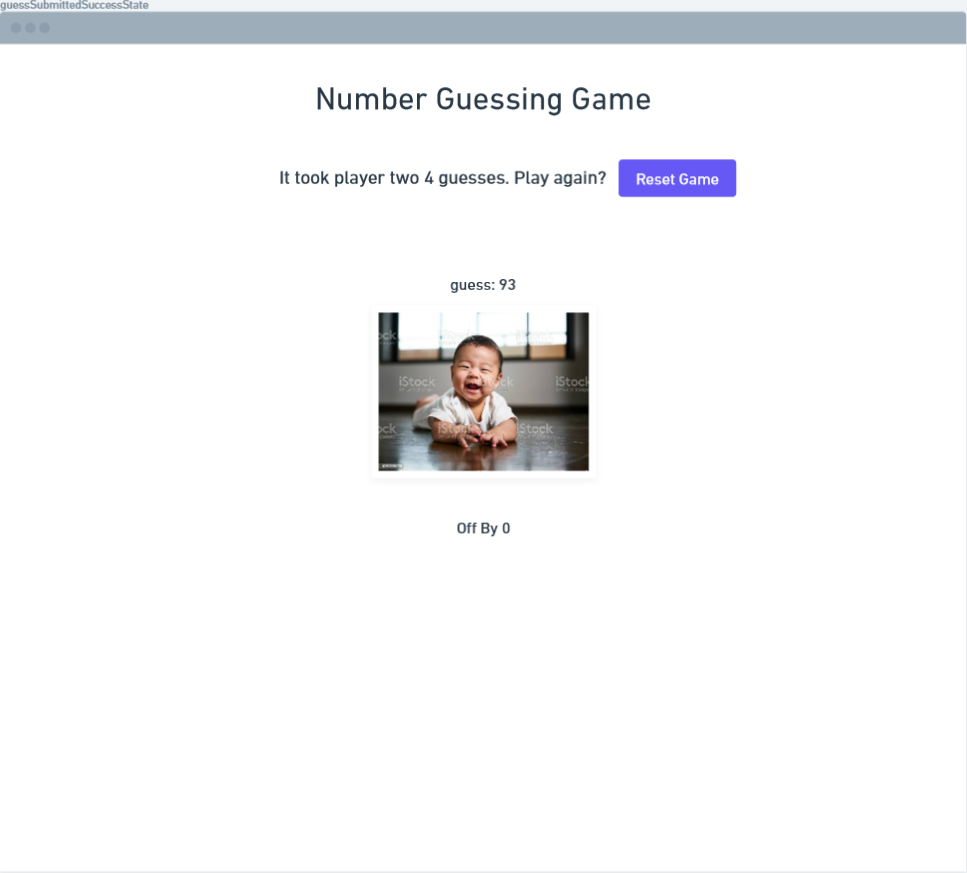 guessSubmittedSuccessState
Number Guessing Game
It took player two 4 guesses. Play again?
Reset Game
guess: 93
iStock
iStock
iStock
iStock
iStock
Off By 0